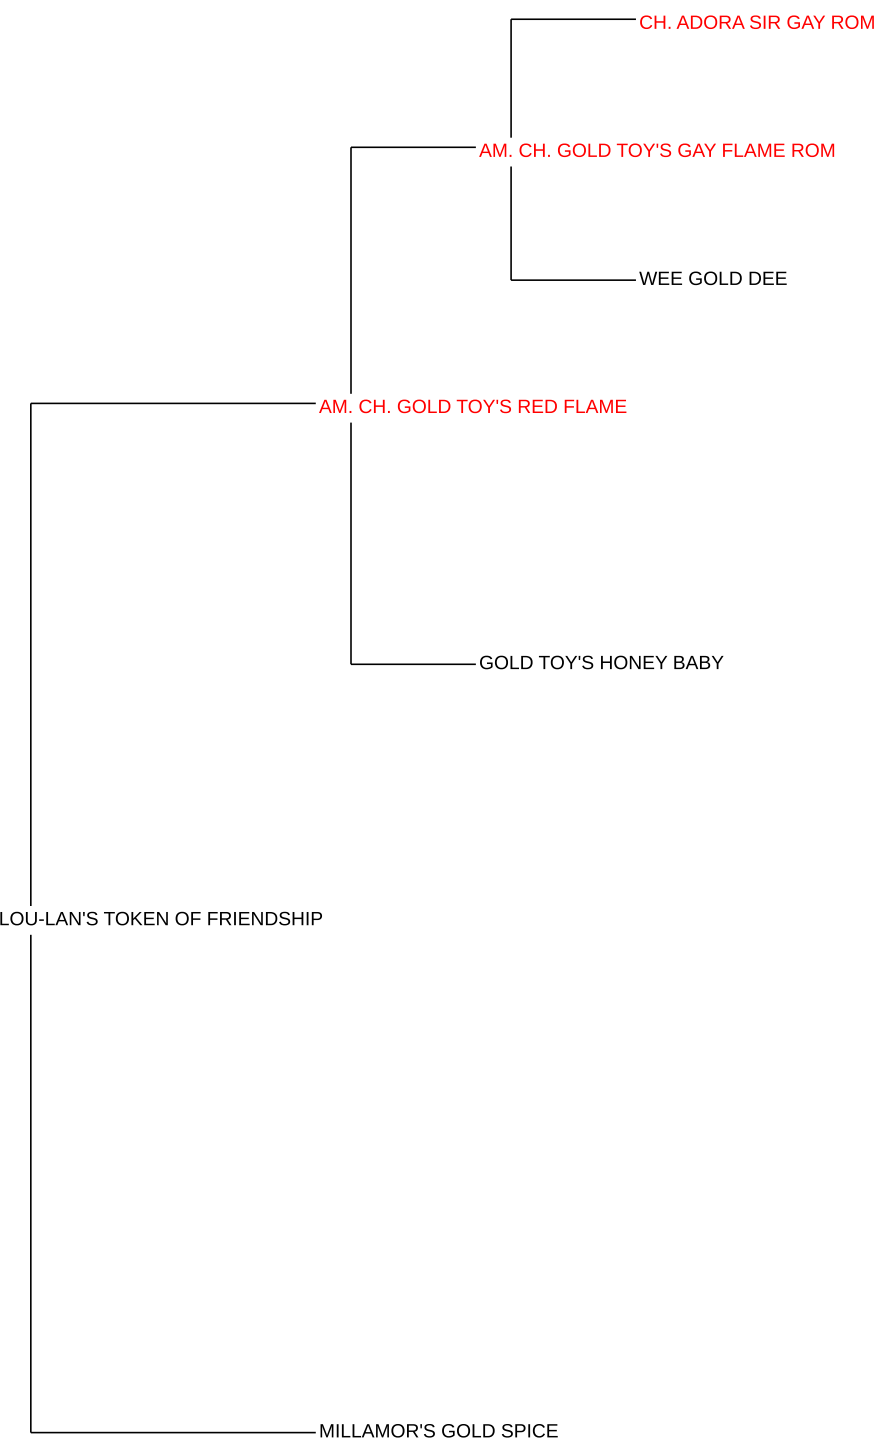 CH. ADORA SIR GAY ROM
AM. CH. GOLD TOY'S GAY FLAME ROM
WEE GOLD DEE
AM. CH. GOLD TOY'S RED FLAME
GOLD TOY'S HONEY BABY
LOU-LAN'S TOKEN OF FRIENDSHIP
MILLAMOR'S GOLD SPICE